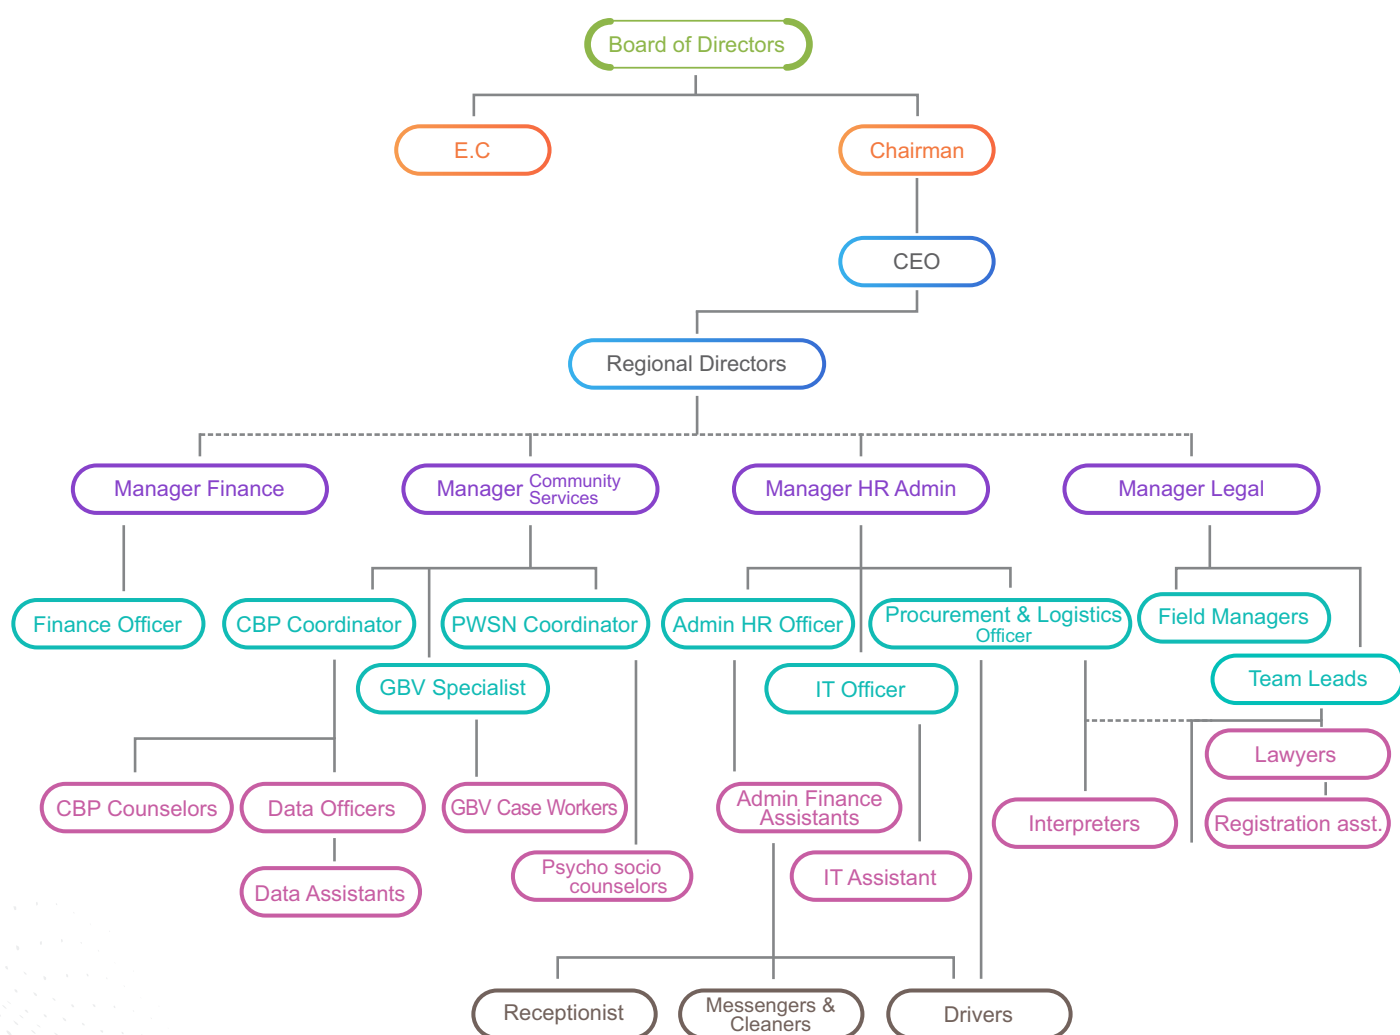 Board of Directors
E.C
Chairman
CEO
Regional Directors
Manager Finance
Manager Community
Services
Manager HR Admin
Manager Legal
Finance Officer
CBP Coordinator
PWSN Coordinator
Admin HR Officer
Procurement & Logistics
Officer
Field Managers
GBV Specialist
IT Officer
Team Leads
Lawyers
CBP Counselors
Data Officers
GBV Case Workers
Admin Finance
Assistants
Interpreters
Registration asst.
Data Assistants
Psycho socio
counselors
IT Assistant
Receptionist
Messengers &
Cleaners
Drivers